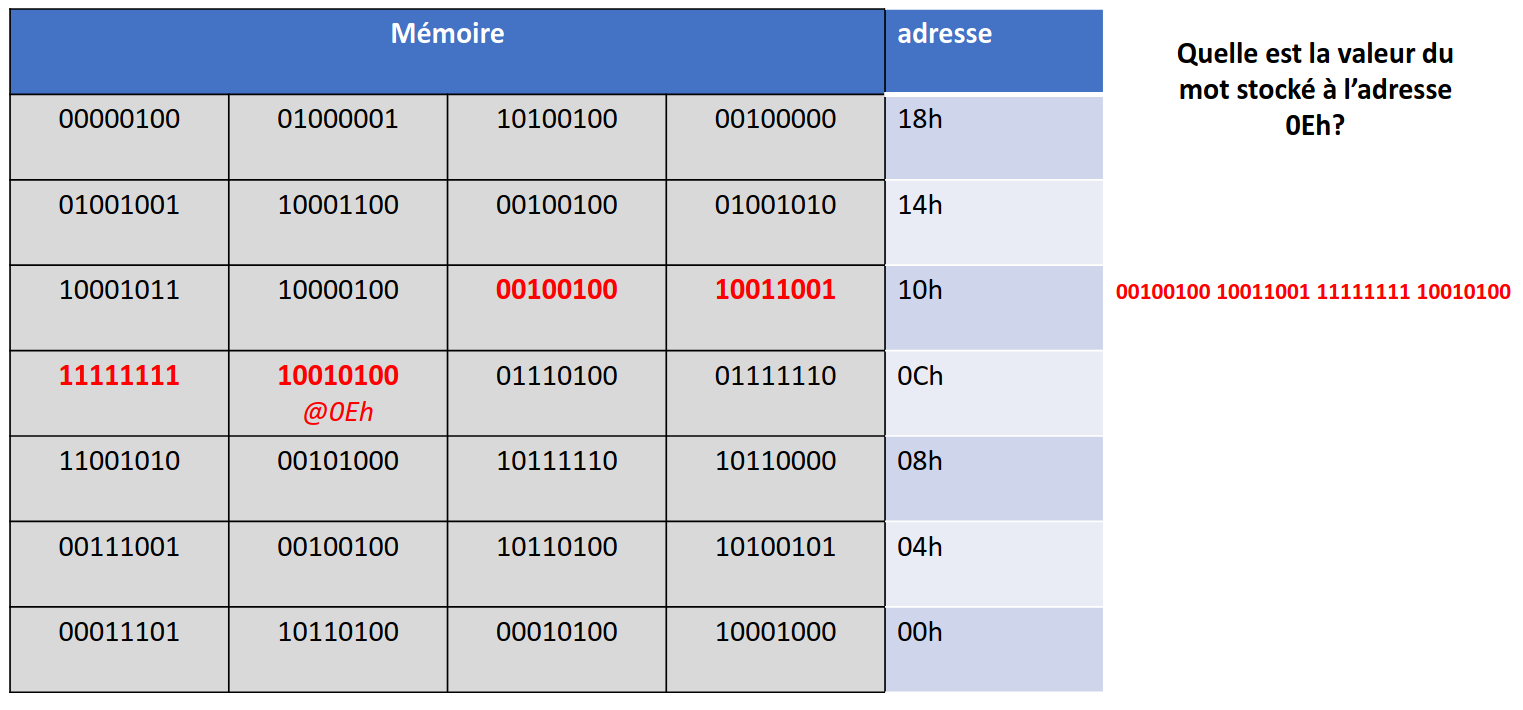 Mémoire adresse
00000100 01000001 10100100 00100000 18h
01001001 10001100 00100100 01001010 14h
10001011 10000100 00100100 10011001 10h
11111111 10010100 01110100 01111110 0Ch
@0Eh
11001010 00101000 10111110 10110000 08h
00111001 00100100 10110100 10100101 04h
00011101 10110100 00010100 10001000 00h
Quelle est la valeur du
mot stocké à l’adresse
0Eh?
00100100 10011001 11111111 10010100